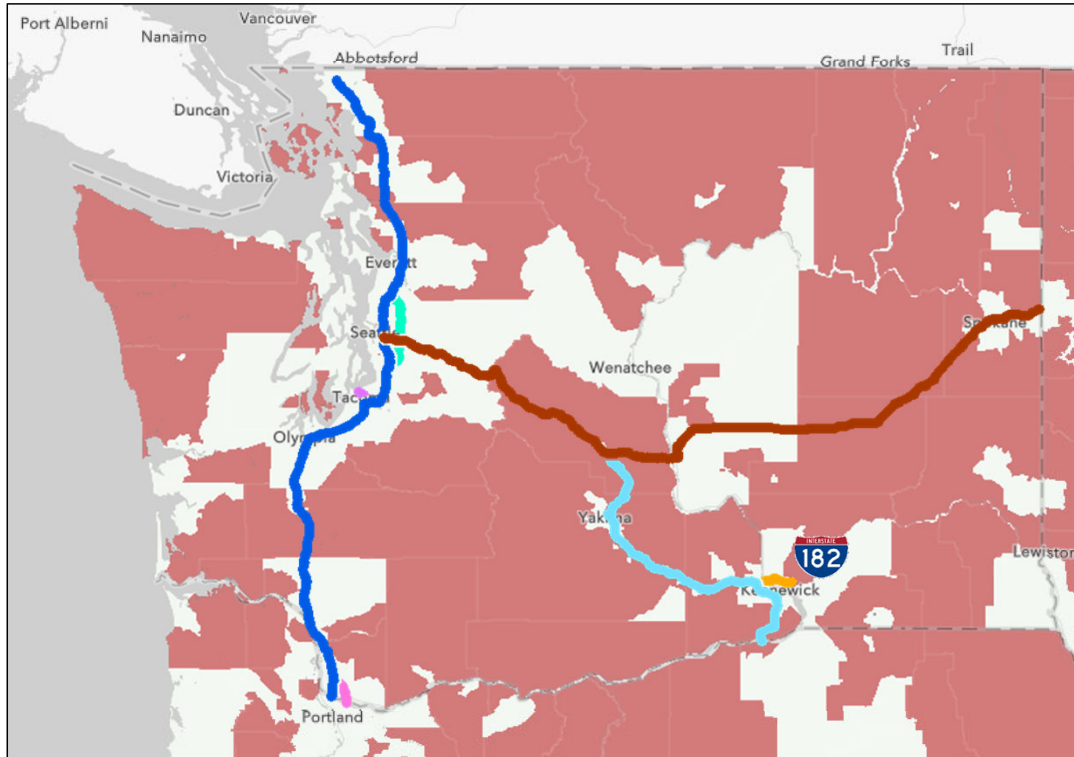 Port Alberni
Vancouver
Nanaimo
Abbotsford
Trail
Grand Forks
Duncan
Victoria
Everett
Seattle
Spokane
Wenatchee
Tacoma
Olympia
Yakima
INTERSTATE
182
Lewiston
Kennewick
Portland